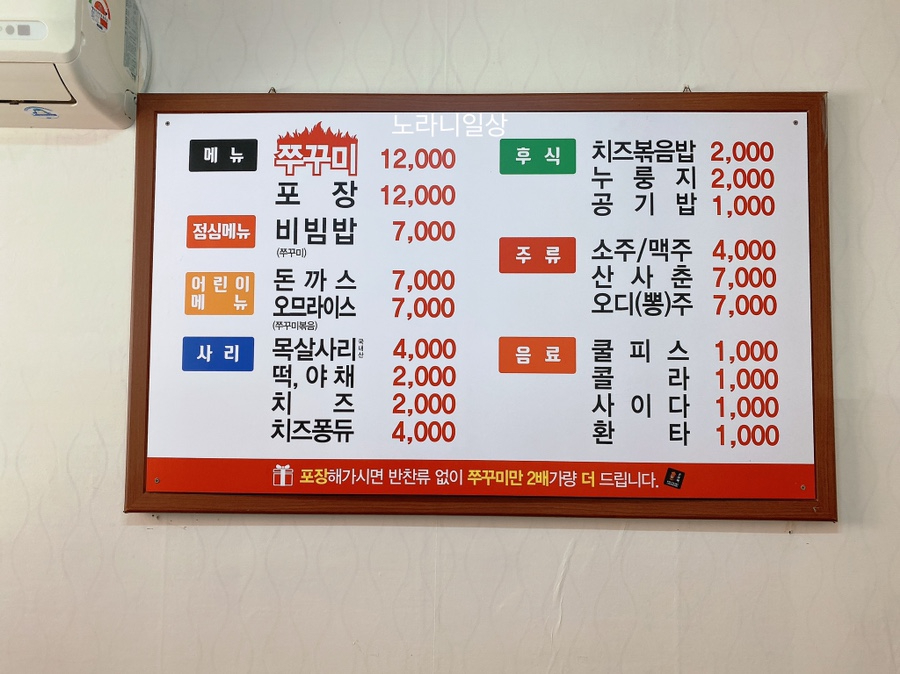 노라니일상
메뉴
쭈꾸미 12,000
포장 12,000
점심메뉴
비빔밥 7,000
(쭈꾸미)
어린이
메뉴
돈까스 7,000
오므라이스 7,000
(쭈꾸미볶음)
사리
목살사리 국내산 4,000
떡, 야채 2,000
치즈 2,000
치즈퐁듀 4,000
후식
치즈볶음밥 2,000
누룽지 2,000
공기밥 1,000
주류
소주/맥주 4,000
산사춘 7,000
오디(뽕)주 7,000
음료
쿨피스 1,000
콜라 1,000
사이다 1,000
환타 1,000
포장해가시면 반찬류 없이 쭈꾸미만 2배가량 더 드립니다.